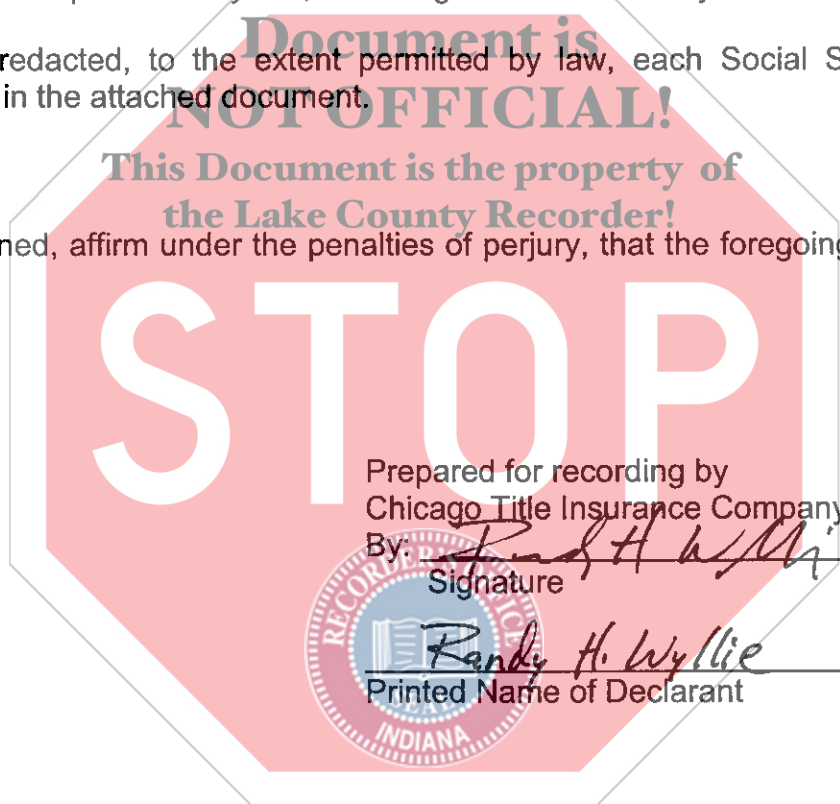 Document is
redacted, to the extent permitted by law, each Social S
in the attached document.
NOT OFFICIAL!
This Document is the property of
the Lake County Recorder!
ned, affirm under the penalties of perjury, that the foregoing
STOP
Prepared for recording by
Chicago Title Insurance Company
By: Randy H Wylli
Signature
Randy H. Wyllie
Printed Name of Declarant
RECORDER'S OFFICE
SEAL
INDIANA